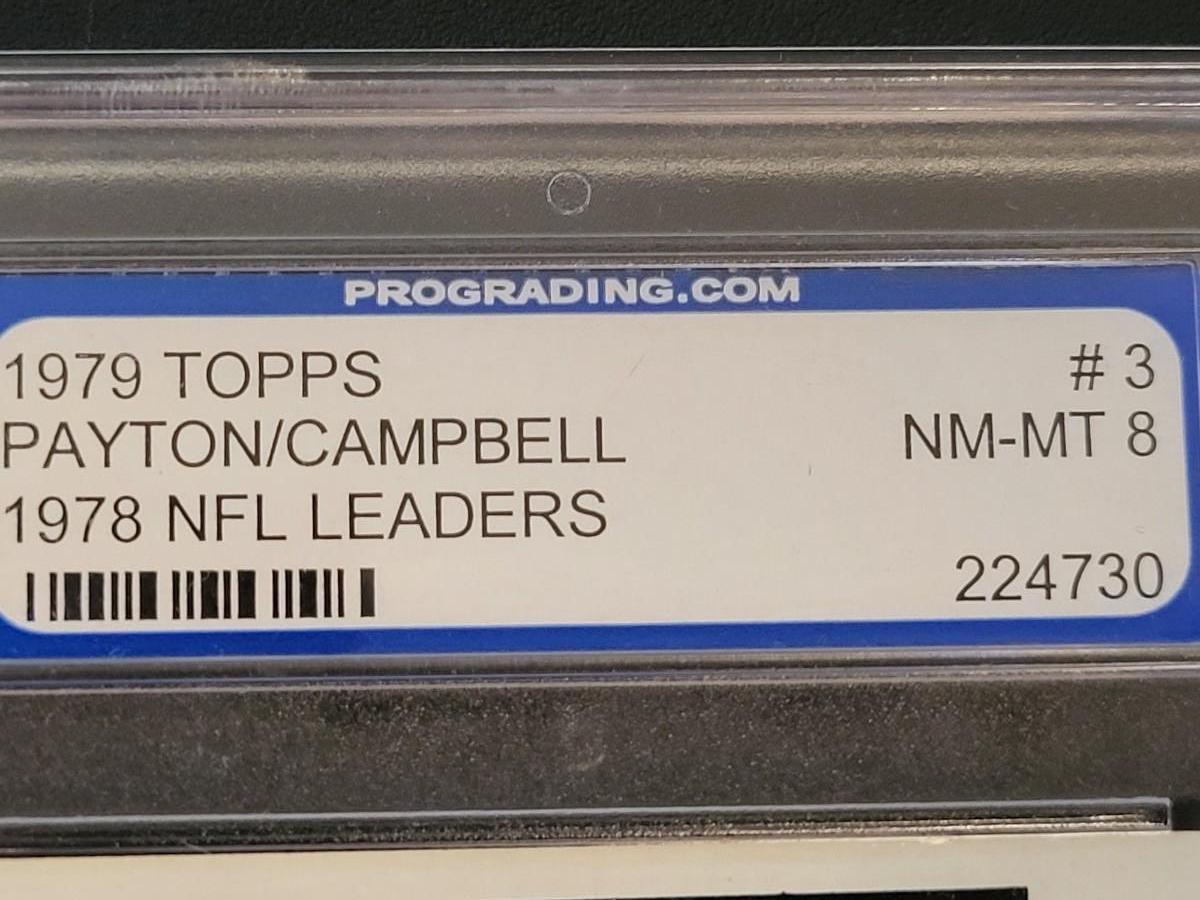 PROGRADING.COM
1979 TOPPS # 3
PAYTON/CAMPBELL NM-MT 8
1978 NFL LEADERS
224730